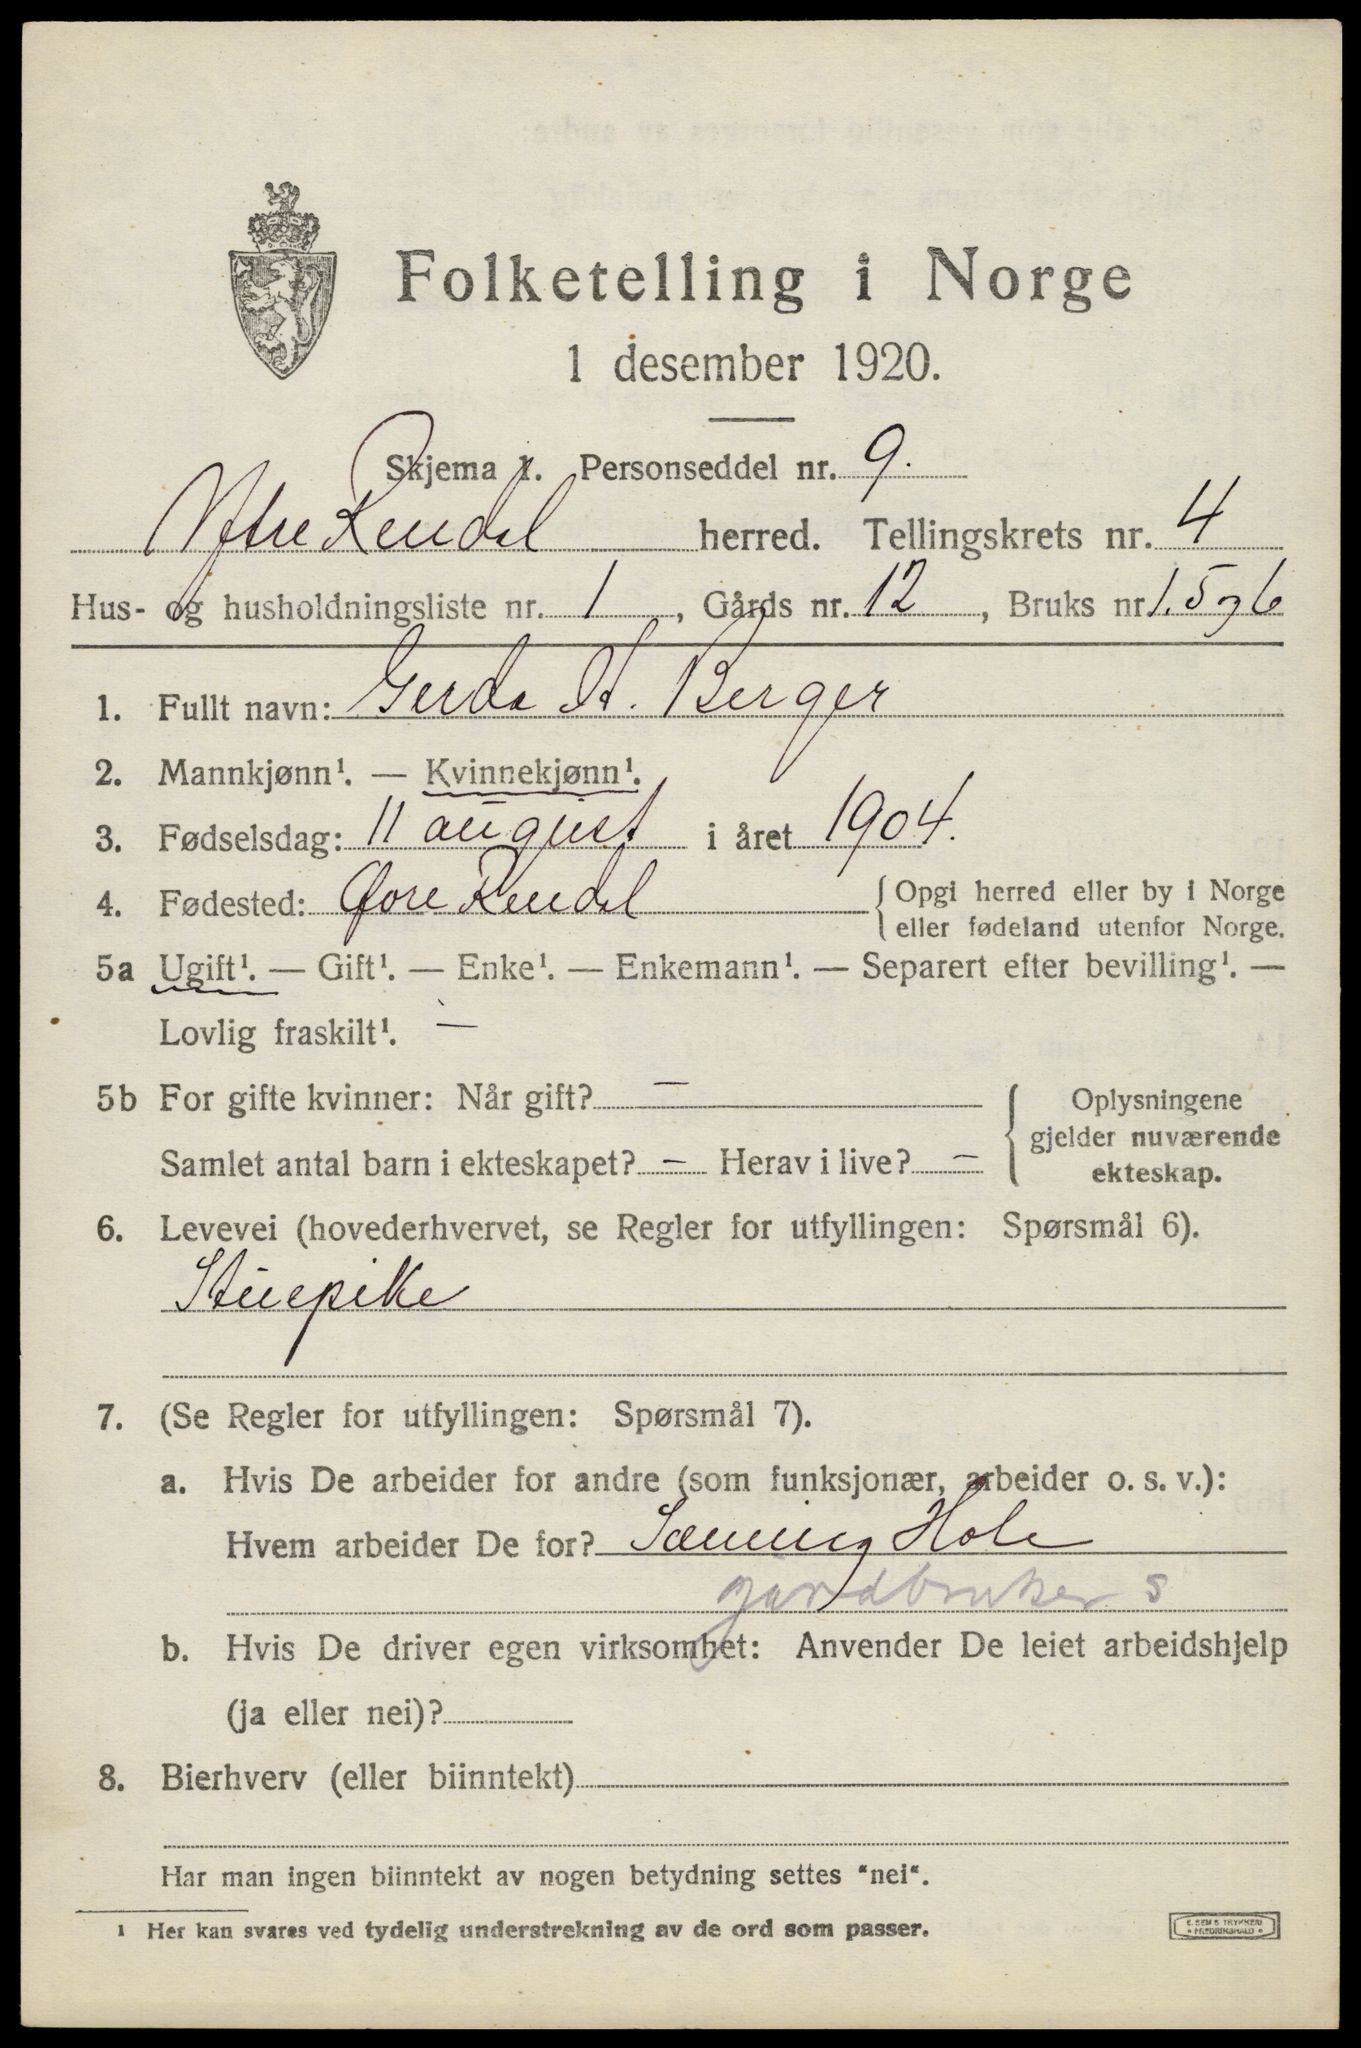 Folketelling i Norge
1 desember 1920.
Skjema 1. Personseddel nr. 9.
Ytre Rendal herred. Tellingskrets nr. 4
Hus- og husholdningsliste nr. 1, Gårds nr. 12, Bruks nr. 1.5 og 6
1. Fullt navn: Gerda A. Berger
2. Mannkjønn¹. — Kvinnekjønn¹.
3. Fødselsdag: 11 august i året 1904.
4. Fødested: Øvre Rendal { Opgi herred eller by i Norge
eller fødeland utenfor Norge.
5a Ugift¹. — Gift¹. — Enke¹. — Enkemann¹. — Separert efter bevilling¹. —
Lovlig fraskilt¹. —
5b For gifte kvinner: Når gift? —
Samlet antal barn i ekteskapet? — Herav i live? —
{ Oplysningene
gjelder nuværende
ekteskap.
6. Levevei (hovederhvervet, se Regler for utfyllingen: Spørsmål 6).
Stuepike
7. (Se Regler for utfyllingen: Spørsmål 7).
a. Hvis De arbeider for andre (som funksjonær, arbeider o. s. v.):
Hvem arbeider De for? Sæming Hole
gårdbruker s
b. Hvis De driver egen virksomhet: Anvender De leiet arbeidshjelp
(ja eller nei)?
8. Bierhverv (eller biinntekt)
Har man ingen biinntekt av nogen betydning settes "nei".
¹ Her kan svares ved tydelig understrekning av de ord som passer.
E. SEM'S TRYKKERI
FREDRIKSHALD